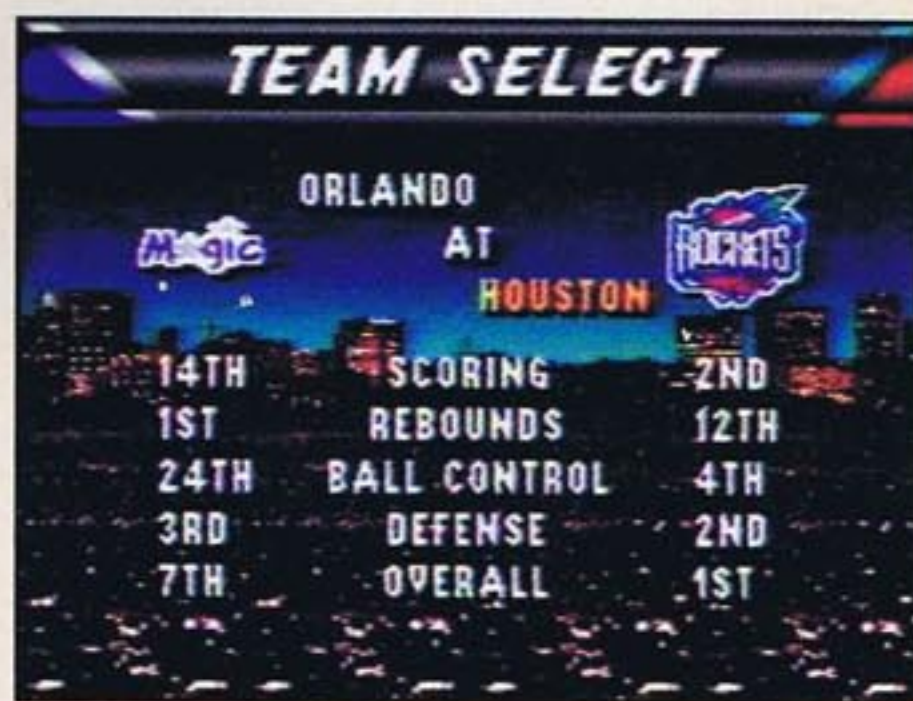 TEAM SELECT
ORLANDO
Magic
AT
ROCKETS
HOUSTON
14TH SCORING 2ND
1ST REBOUNDS 12TH
24TH BALL CONTROL 4TH
3RD DEFENSE 2ND
7TH OVERALL 1ST